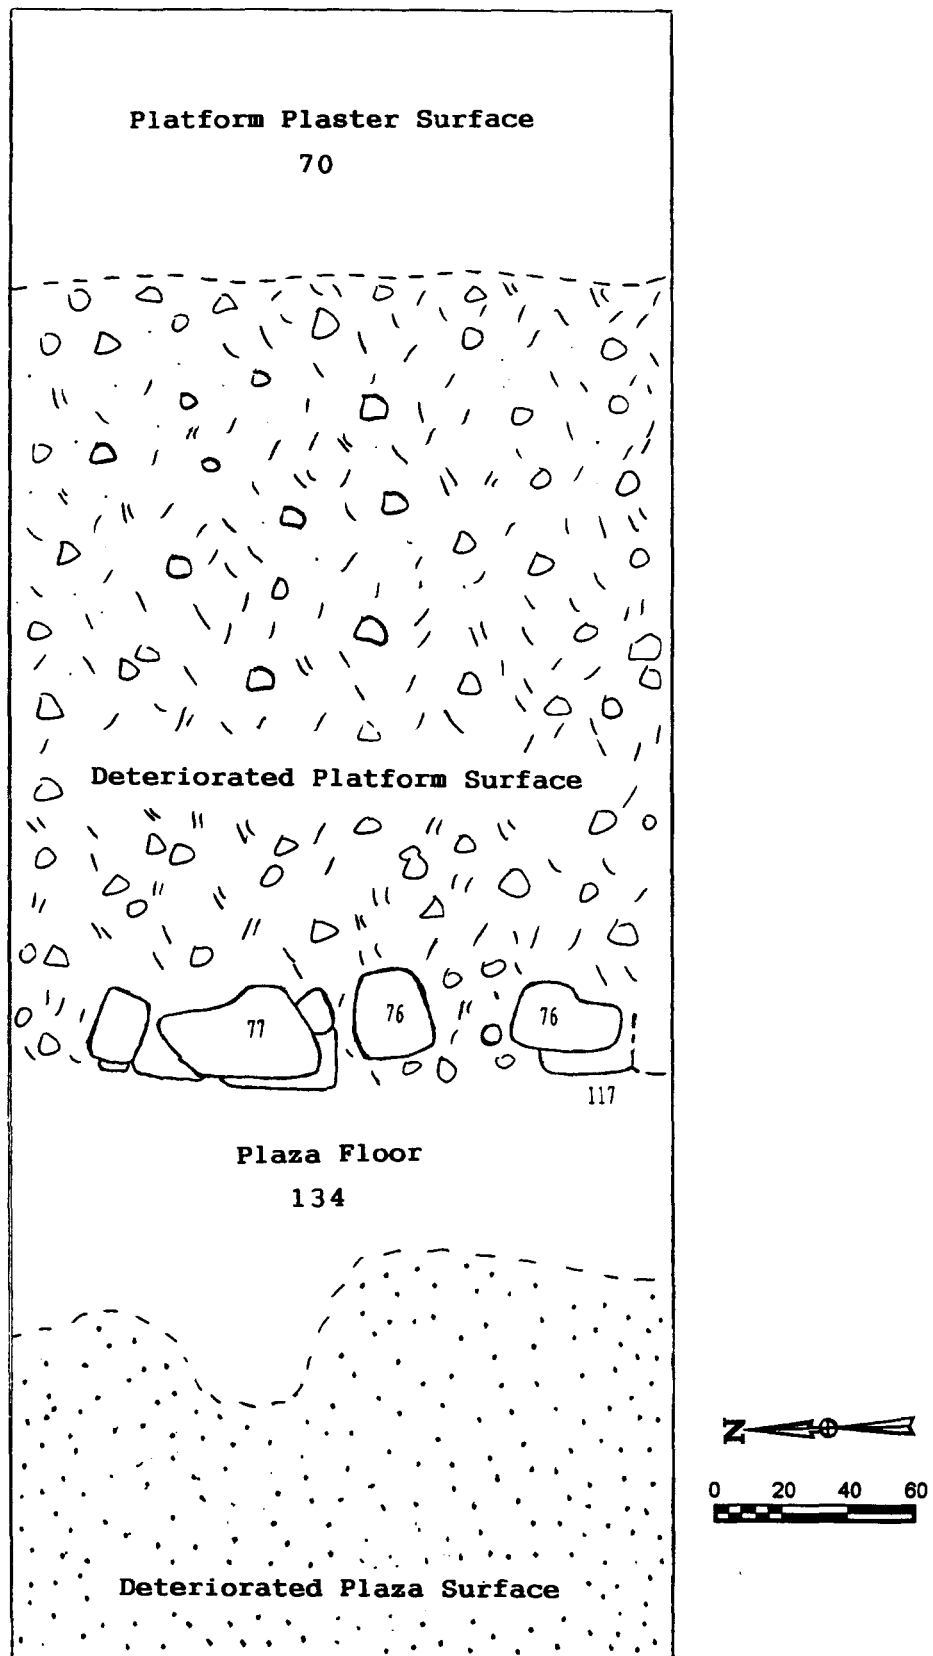 Platform Plaster Surface
70
Deteriorated Platform Surface
77
76
76
117
Plaza Floor
134
N
0 20 40 60
Deteriorated Plaza Surface